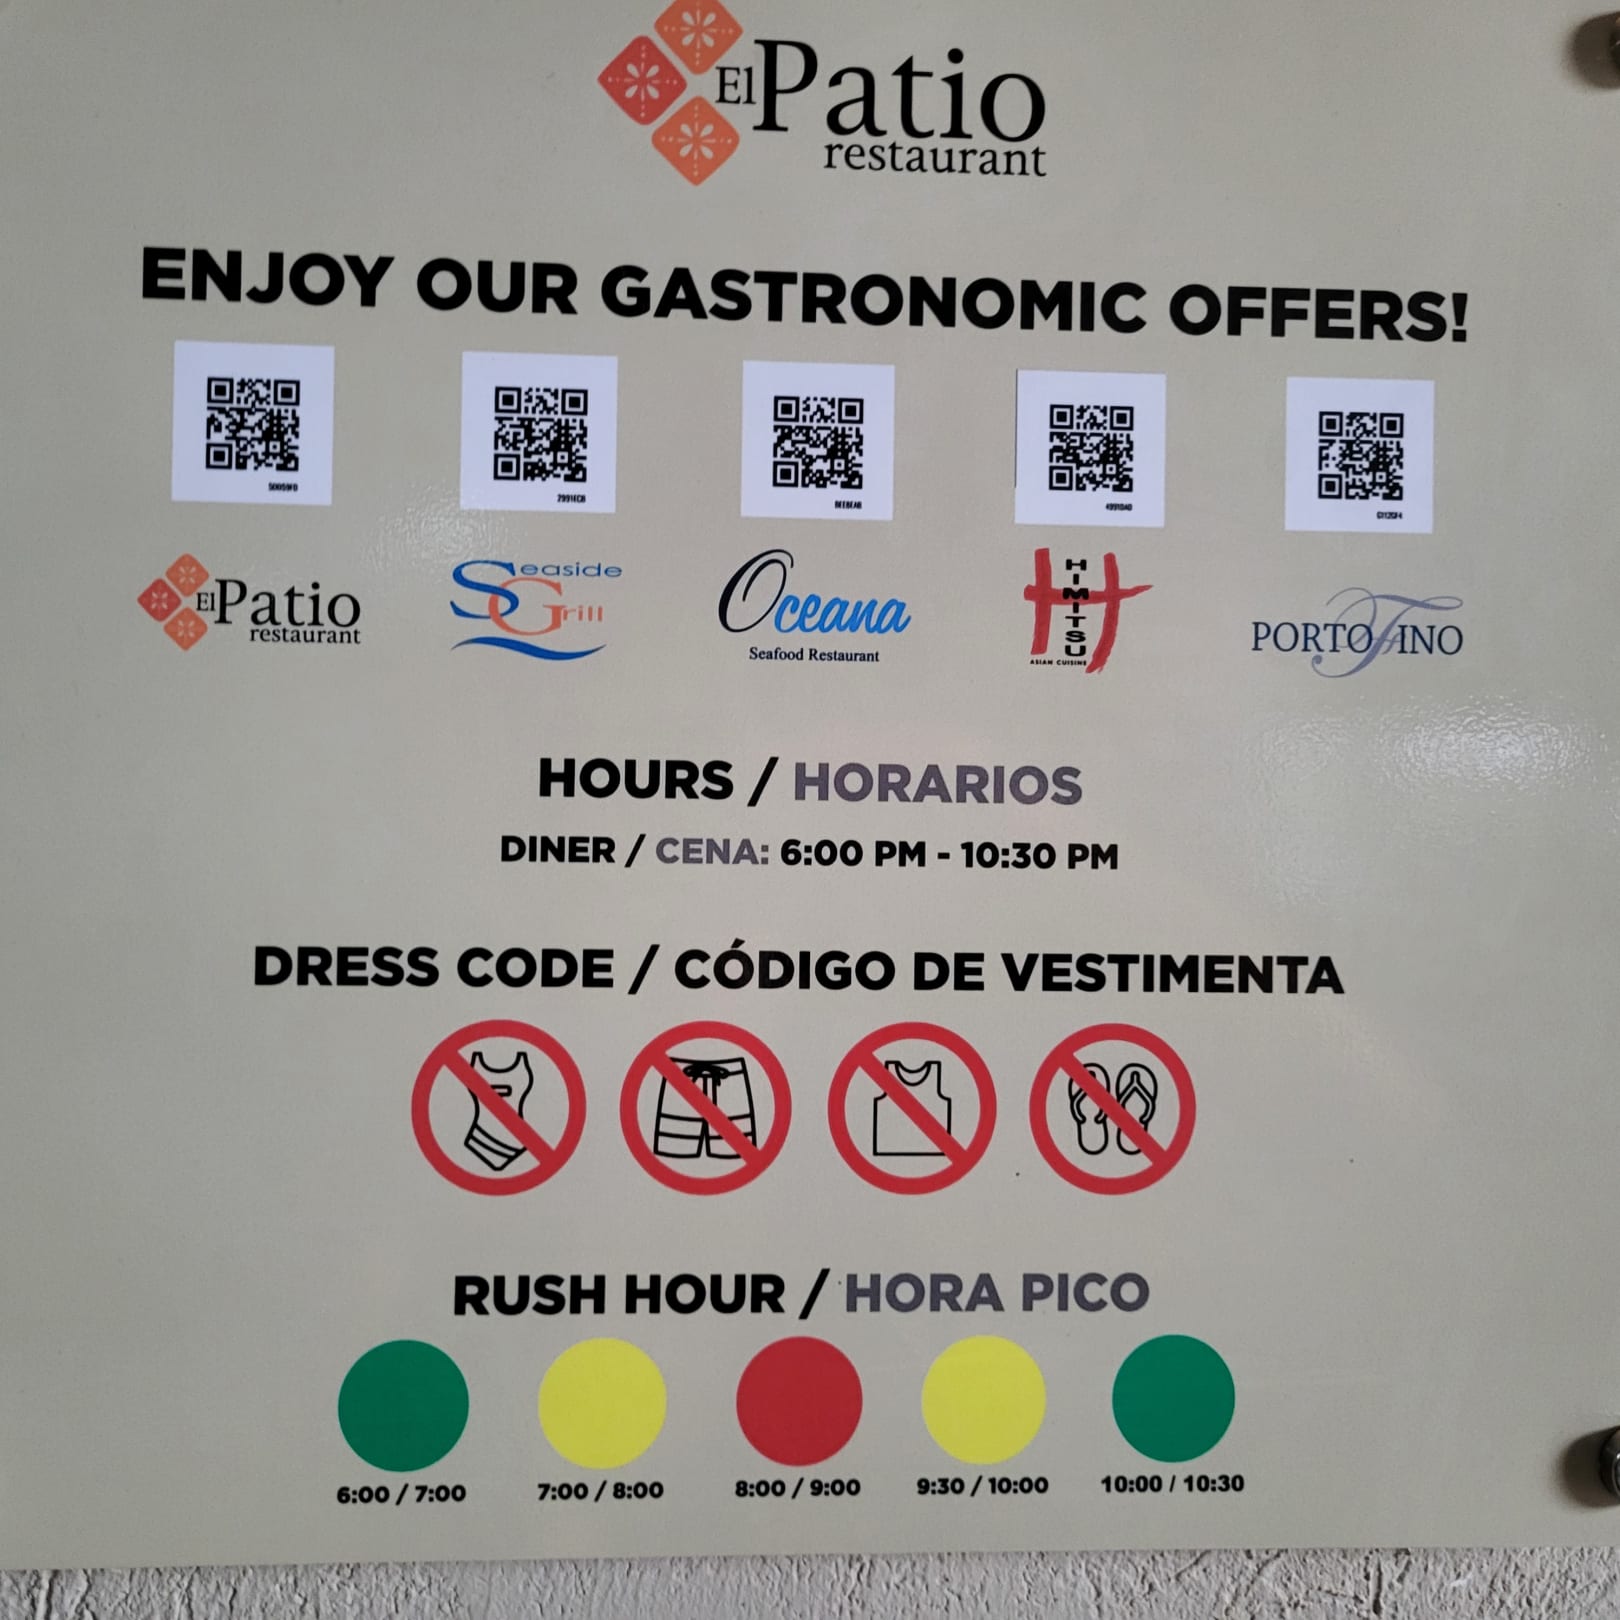 El Patio
restaurant
ENJOY OUR GASTRONOMIC OFFERS!
El Patio
restaurant
Seaside
Grill
Oceana
Seafood Restaurant
HIMITSU
ASIAN CUISINE
PORTOFINO
HOURS / HORARIOS
DINER / CENA: 6:00 PM - 10:30 PM
DRESS CODE / CÓDIGO DE VESTIMENTA
RUSH HOUR / HORA PICO
6:00 / 7:00
7:00 / 8:00
8:00 / 9:00
9:30 / 10:00
10:00 / 10:30